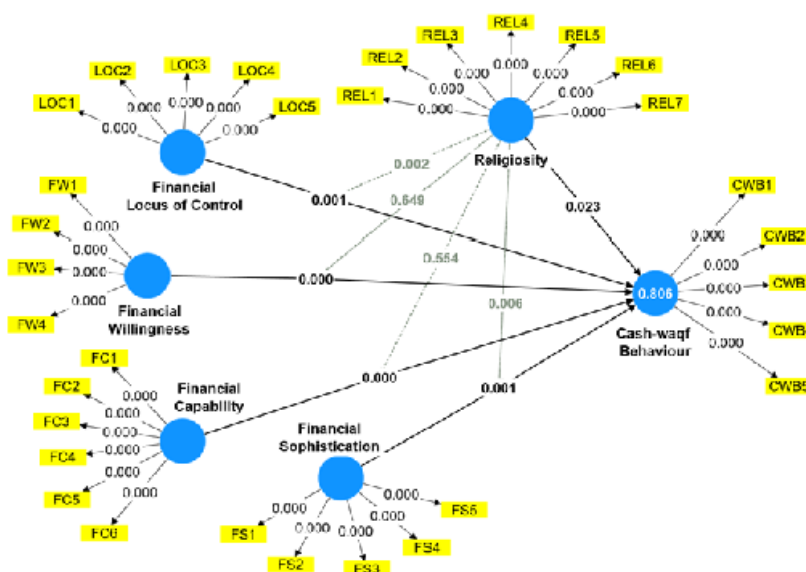 REL4
REL3
REL5
REL2
REL6
REL1
REL7
0.000
0.000
0.000
0.000
0.000
0.000
0.000
Religiosity
LOC3
LOC2
LOC4
LOC1
LOC5
0.000
0.000
0.000
0.000
0.000
Financial
Locus of Control
0.002
0.001
0.649
0.554
0.006
0.023
FW1
FW2
FW3
FW4
0.000
0.000
0.000
0.000
Financial
Willingness
0.000
CWB1
CWB2
CWB
CWB
CWB5
0.000
0.000
0.000
0.000
0.000
0.806
Cash-waqf
Behaviour
FC1
FC2
FC3
FC4
FC5
FC6
0.000
0.000
0.000
0.000
0.000
0.000
Financial
Capability
0.000
Financial
Sophistication
0.001
FS1
FS2
FS3
FS4
FS5
0.000
0.000
0.000
0.000
0.000